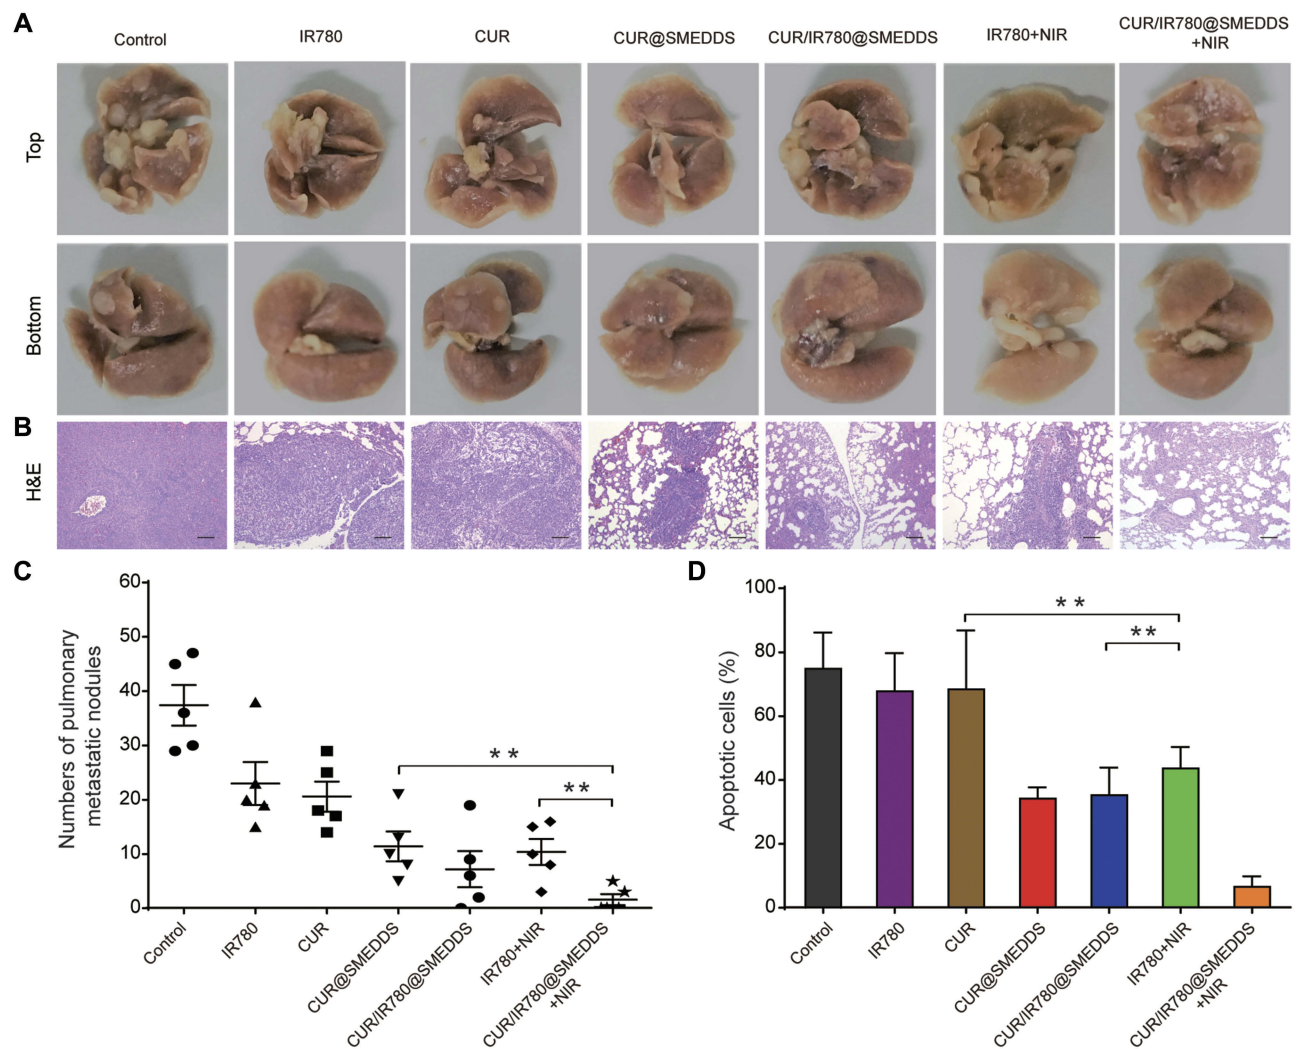 A
Control
IR780
CUR
CUR@SMEDDS
CUR/IR780@SMEDDS
IR780+NIR
CUR/IR780@SMEDDS
+NIR
Top
Bottom
B
H&E
C
Numbers of pulmonary
metastatic nodules
60
50
40
30
20
10
0
* *
**
Control
IR780
CUR
CUR@SMEDDS
CUR/IR780@SMEDDS
IR780+NIR
CUR/IR780@SMEDDS
+NIR
D
Apoptotic cells (%)
100
80
60
40
20
0
* *
**
Control
IR780
CUR
CUR@SMEDDS
CUR/IR780@SMEDDS
IR780+NIR
CUR/IR780@SMEDDS
+NIR